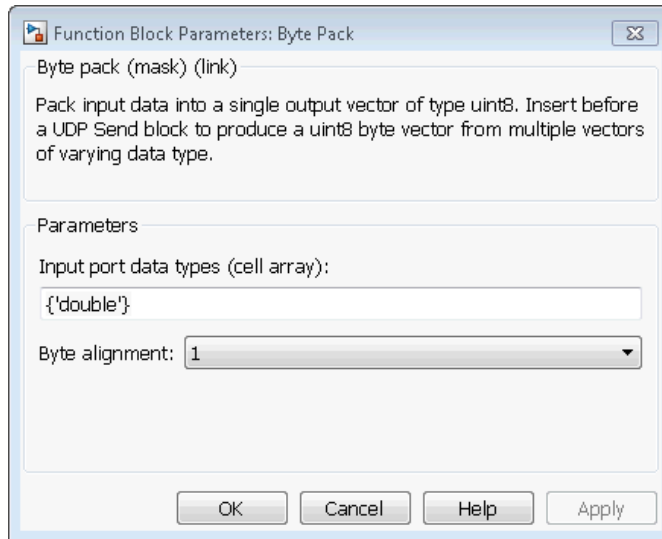 Function Block Parameters: Byte Pack
Byte pack (mask) (link)
Pack input data into a single output vector of type uint8. Insert before
a UDP Send block to produce a uint8 byte vector from multiple vectors
of varying data type.
Parameters
Input port data types (cell array):
{'double'}
Byte alignment: 1
OK Cancel Help Apply